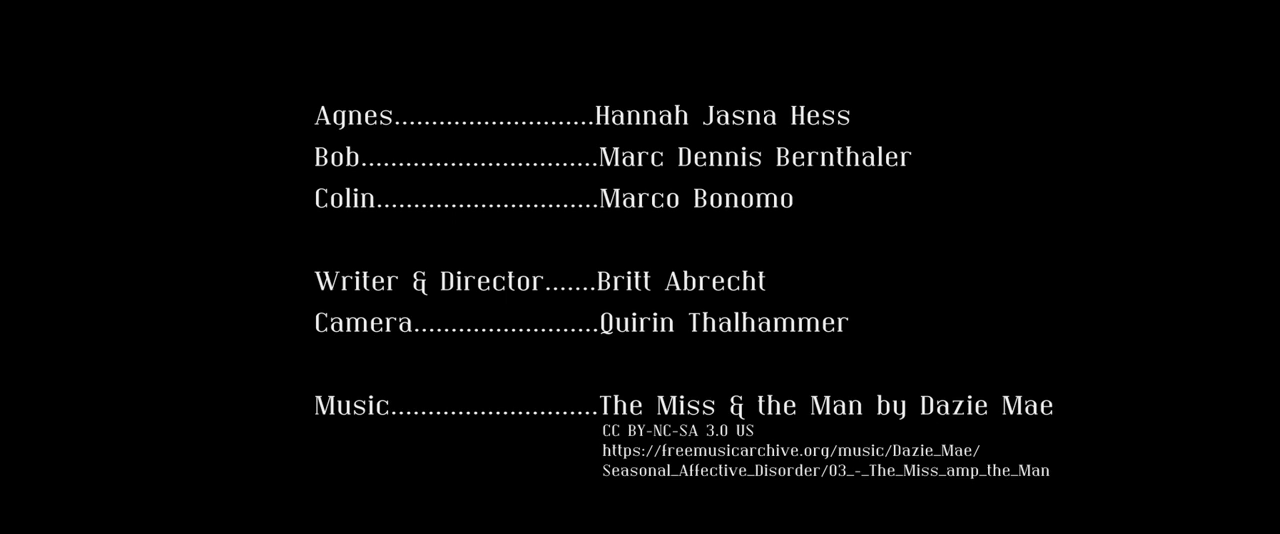 Agnes...........................Hannah Jasna Hess
Bob................................Marc Dennis Bernthaler
Colin..............................Marco Bonomo
Writer & Director.......Britt Abrecht
Camera.........................Quirin Thalhammer
Music............................The Miss & the Man by Dazie Mae
CC BY-NC-SA 3.0 US
https://freemusicarchive.org/music/Dazie_Mae/
Seasonal_Affective_Disorder/03_-_The_Miss_amp_the_Man